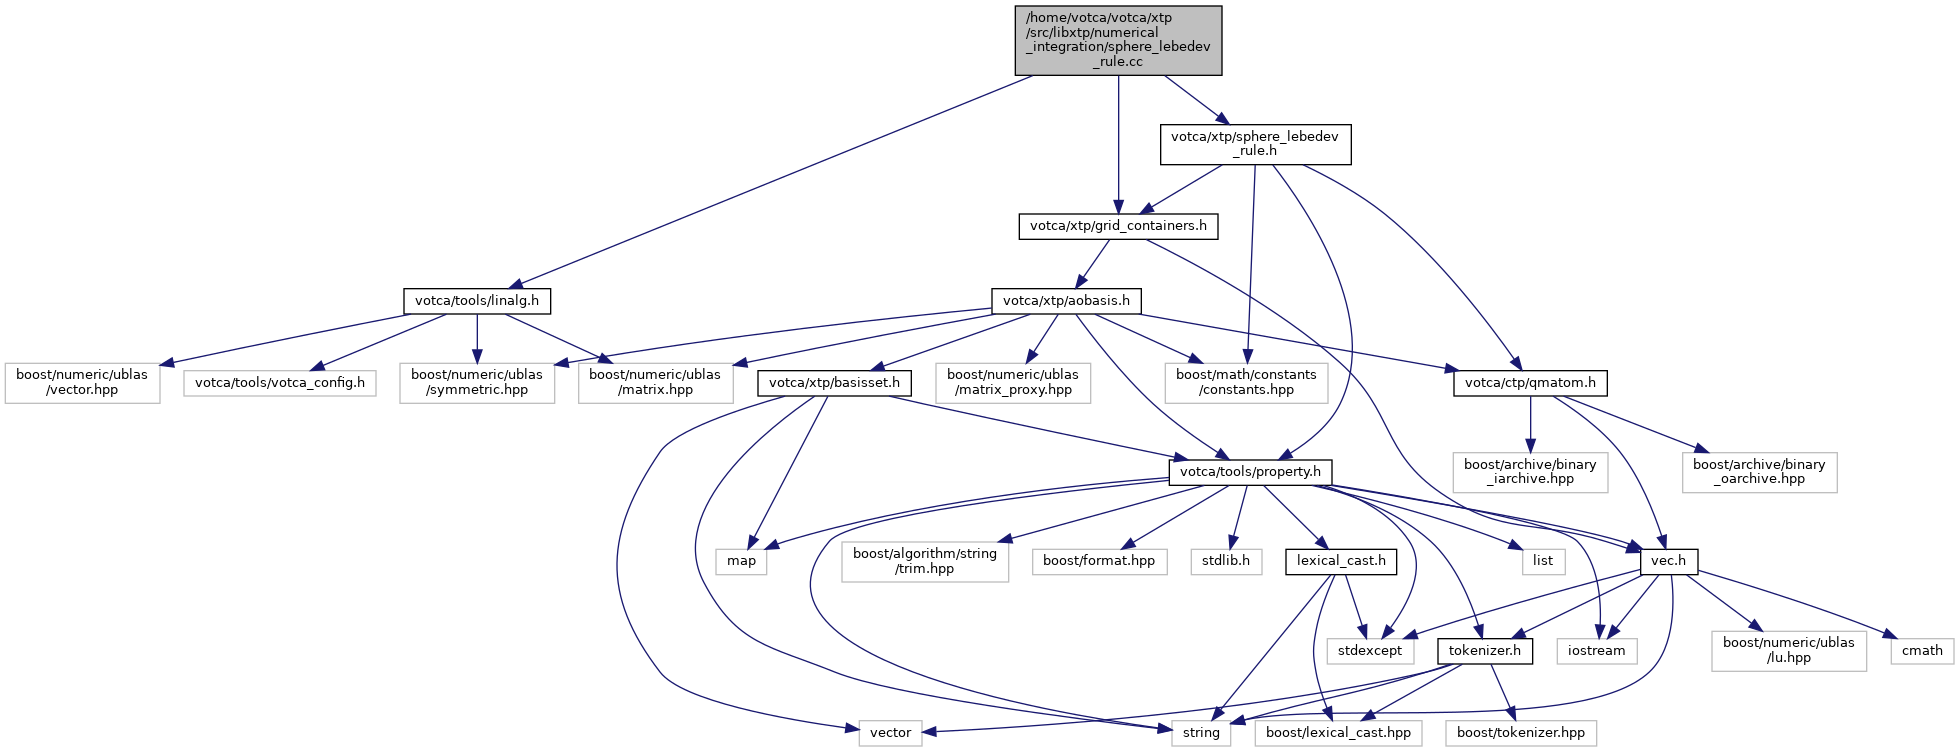 /home/votca/votca/xtp
/src/libxtp/numerical
_integration/sphere_lebedev
_rule.cc
votca/xtp/sphere_lebedev
_rule.h
votca/xtp/grid_containers.h
votca/tools/linalg.h
votca/xtp/aobasis.h
boost/numeric/ublas
/vector.hpp
votca/tools/votca_config.h
boost/numeric/ublas
/symmetric.hpp
boost/numeric/ublas
/matrix.hpp
votca/xtp/basisset.h
boost/numeric/ublas
/matrix_proxy.hpp
boost/math/constants
/constants.hpp
votca/ctp/qmatom.h
votca/tools/property.h
boost/archive/binary
_iarchive.hpp
boost/archive/binary
_oarchive.hpp
map
boost/algorithm/string
/trim.hpp
boost/format.hpp
stdlib.h
lexical_cast.h
list
vec.h
stdexcept
tokenizer.h
iostream
boost/numeric/ublas
/lu.hpp
cmath
vector
string
boost/lexical_cast.hpp
boost/tokenizer.hpp